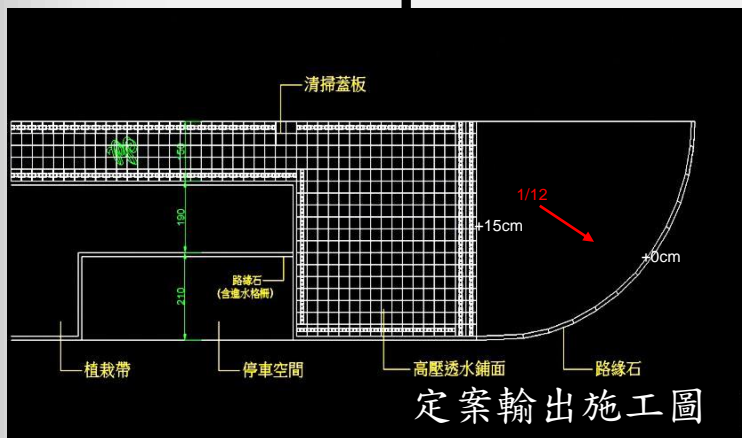 清掃蓋板
150
1/12
190
+15cm
+0cm
路緣石
(含進水格柵)
210
植栽帶
停車空間
高壓透水鋪面
路緣石
定案輸出施工圖